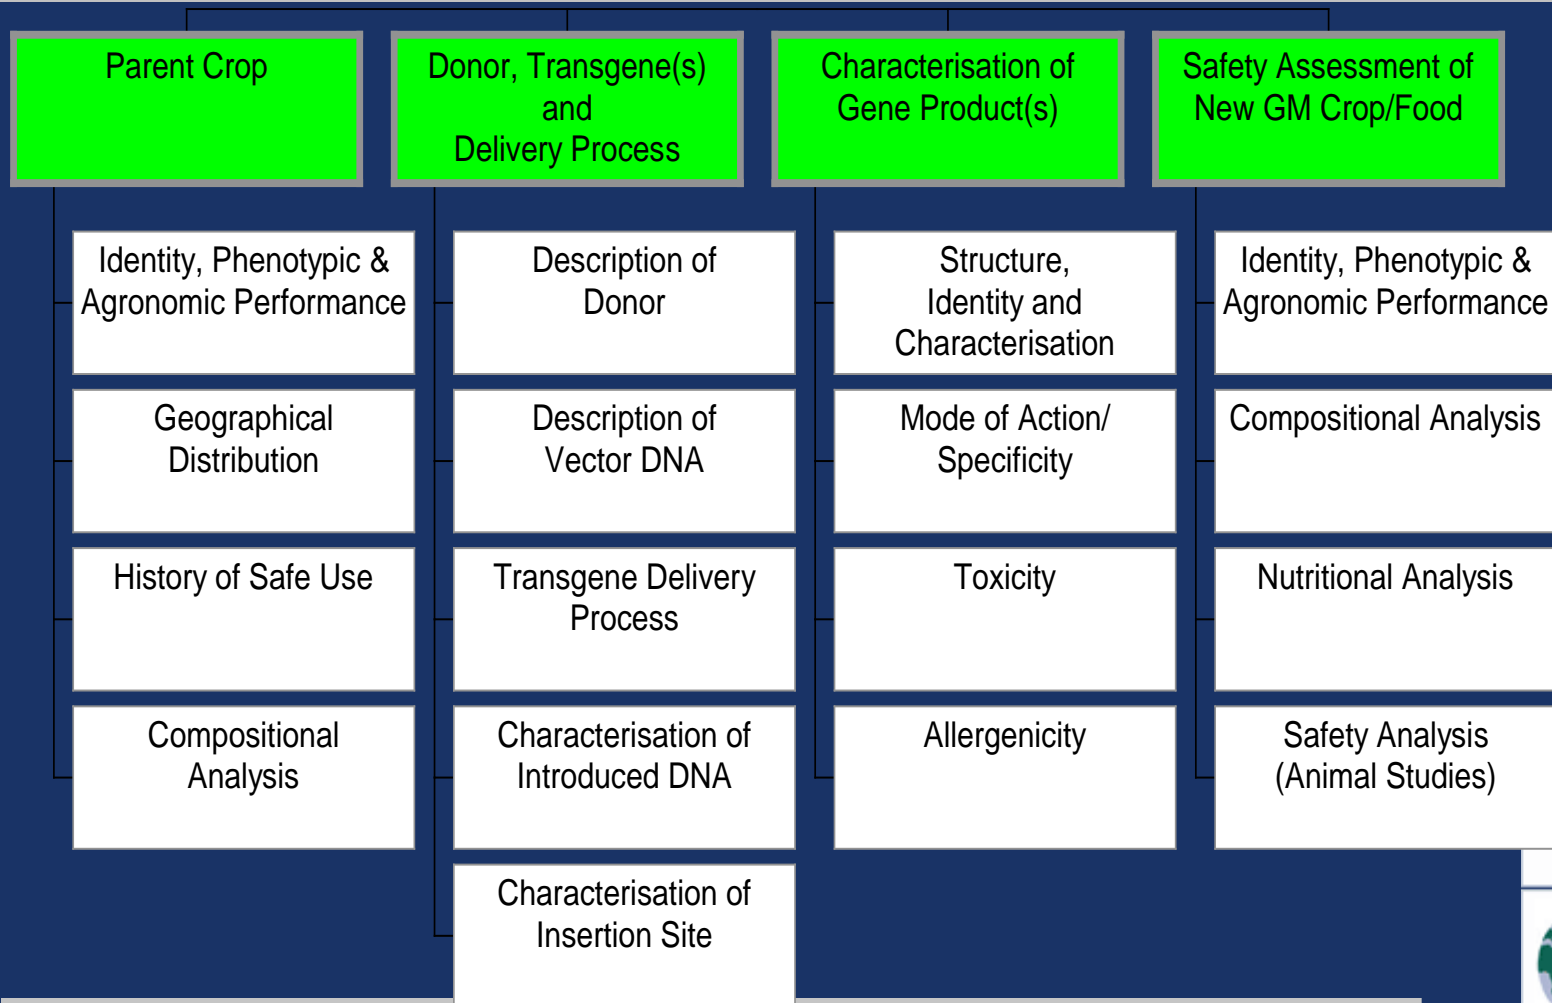 Parent Crop
Donor, Transgene(s)
and
Delivery Process
Characterisation of
Gene Product(s)
Safety Assessment of
New GM Crop/Food
Identity, Phenotypic &
Agronomic Performance
Geographical
Distribution
History of Safe Use
Compositional
Analysis
Description of
Donor
Description of
Vector DNA
Transgene Delivery
Process
Characterisation of
Introduced DNA
Characterisation of
Insertion Site
Structure,
Identity and
Characterisation
Mode of Action/
Specificity
Toxicity
Allergenicity
Identity, Phenotypic &
Agronomic Performance
Compositional Analysis
Nutritional Analysis
Safety Analysis
(Animal Studies)